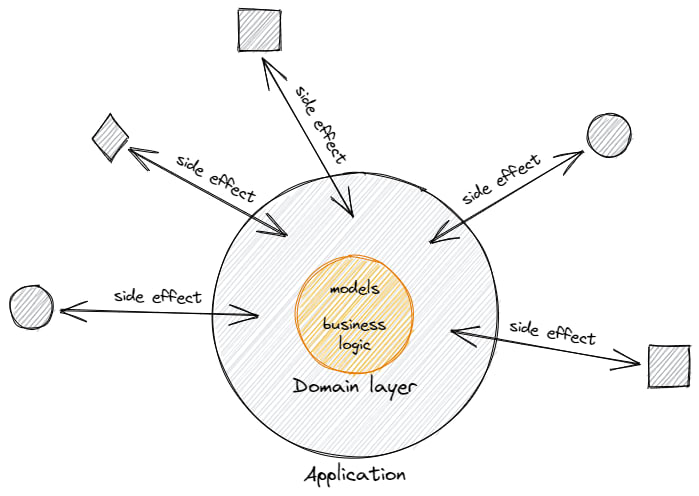 side effect
side effect
side effect
side effect
side effect
models
business
logic
Domain layer
Application